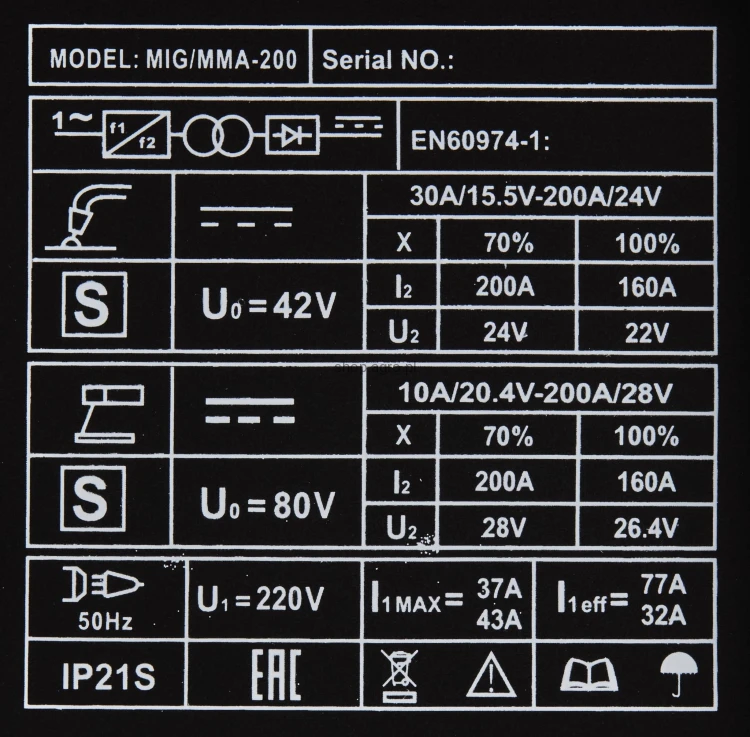 MODEL: MIG/MMA-200
Serial NO.:
1~
f1
f2
EN60974-1:
30A/15.5V-200A/24V
X 70% 100%
S
U0=42V
I2 200A 160A
U2 24V 22V
10A/20.4V-200A/28V
X 70% 100%
S
U0=80V
I2 200A 160A
U2 28V 26.4V
50Hz
U1=220V
I1MAX= 37A
43A
I1eff= 77A
32A
IP21S
EAC